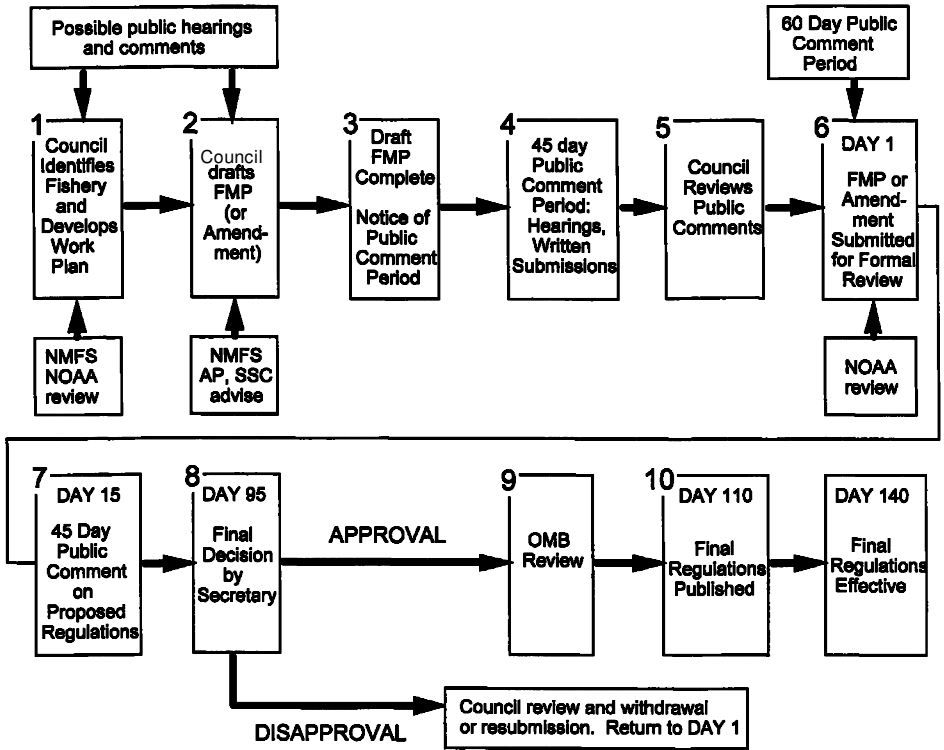 Possible public hearings
and comments
60 Day Public
Comment
Period
1
Council
Identifies
Fishery
and
Develops
Work
Plan
2
Council
drafts
FMP
(or
Amend-
ment)
3
Draft
FMP
Complete
Notice of
Public
Comment
Period
4
45 day
Public
Comment
Period:
Hearings,
Written
Submissions
5
Council
Reviews
Public
Comments
6
DAY 1
FMP or
Amend-
ment
Submitted
for Formal
Review
NMFS
NOAA
review
NMFS
AP, SSC
advise
NOAA
review
7
DAY 15
45 Day
Public
Comment
on
Proposed
Regulations
8
DAY 95
Final
Decision
by
Secretary
APPROVAL
9
OMB
Review
10
DAY 110
Final
Regulations
Published
DAY 140
Final
Regulations
Effective
DISAPPROVAL
Council review and withdrawal
or resubmission. Return to DAY 1